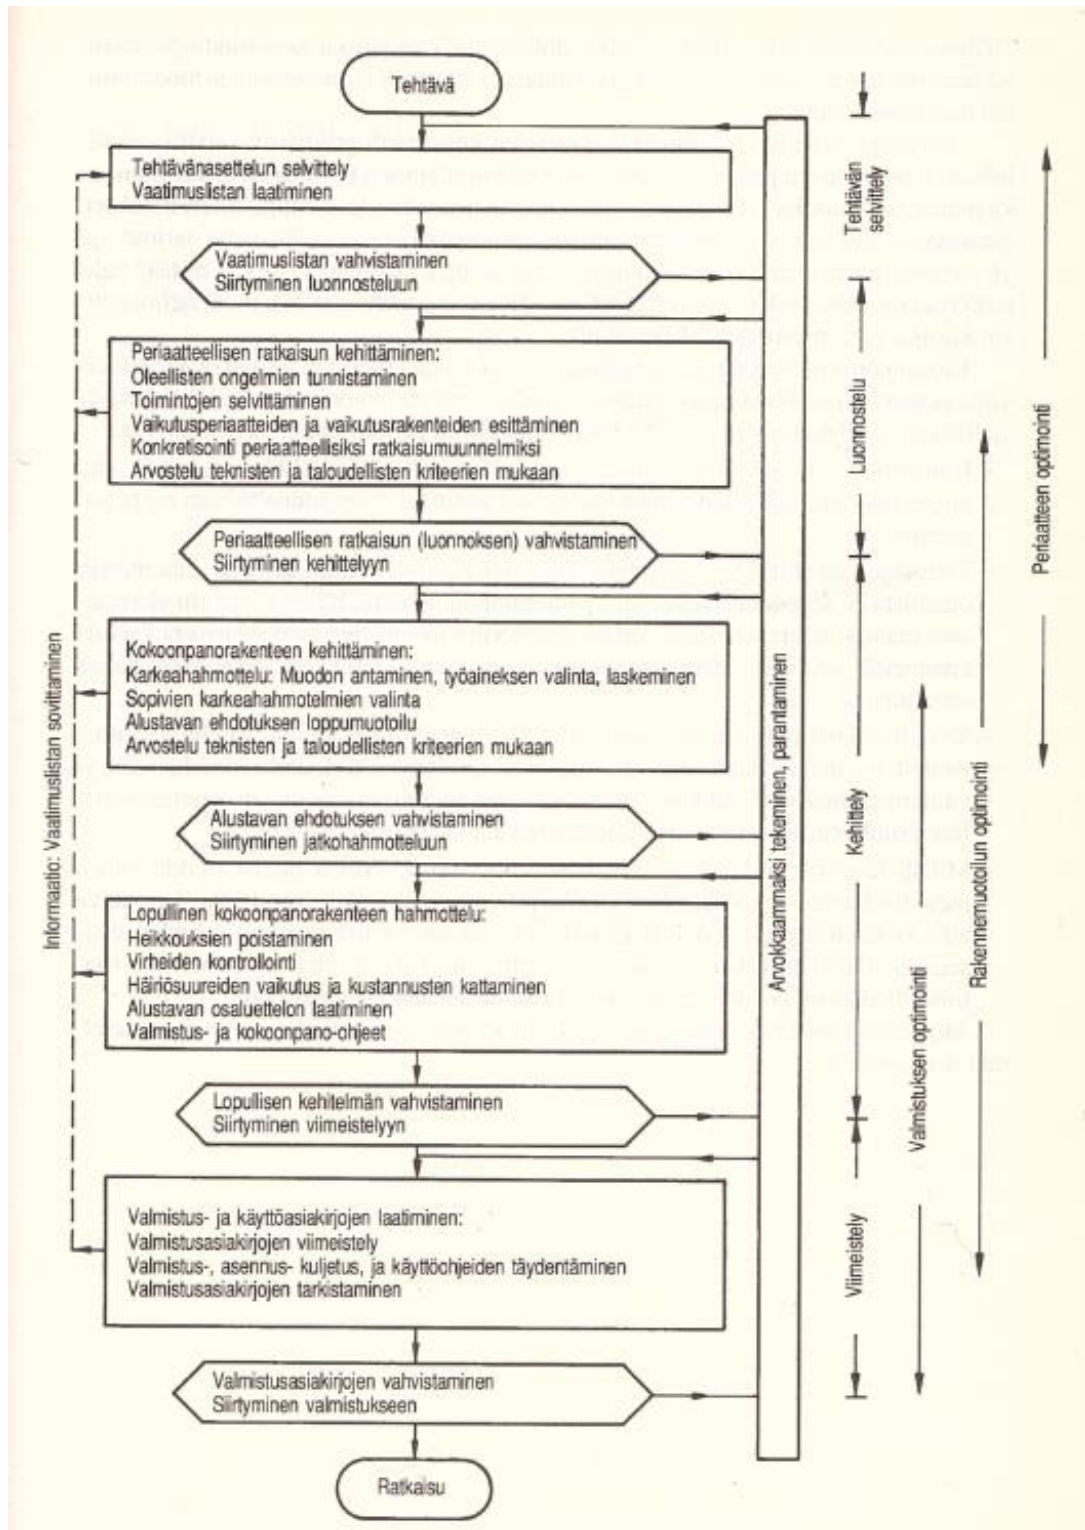 Tehtävä
Tehtävänasettelun selvittely
Vaatimuslistan laatiminen
Vaatimuslistan vahvistaminen
Siirtyminen luonnosteluun
Periaatteellisen ratkaisun kehittäminen:
Oleellisten ongelmien tunnistaminen
Toimintojen selvittäminen
Vaikutusperiaatteiden ja vaikutusrakenteiden esittäminen
Konkretisointi periaatteellisiksi ratkaisumuunnelmiksi
Arvostelu teknisten ja taloudellisten kriteerien mukaan
Periaatteellisen ratkaisun (luonnoksen) vahvistaminen
Siirtyminen kehittelyyn
Kokoonpanorakenteen kehittäminen:
Karkeahahmottelu: Muodon antaminen, työaineksen valinta, laskeminen
Sopivien karkeahahmotelmien valinta
Alustavan ehdotuksen loppumuotoilu
Arvostelu teknisten ja taloudellisten kriteerien mukaan
Alustavan ehdotuksen vahvistaminen
Siirtyminen jatkohahmotteluun
Lopullinen kokoonpanorakenteen hahmottelu:
Heikkouksien poistaminen
Virheiden kontrollointi
Häiriösuureiden vaikutus ja kustannusten kattaminen
Alustavan osaluettelon laatiminen
Valmistus- ja kokoonpano-ohjeet
Lopullisen kehitelmän vahvistaminen
Siirtyminen viimeistelyyn
Valmistus- ja käyttöasiakirjojen laatiminen:
Valmistusasiakirjojen viimeistely
Valmistus-, asennus- kuljetus, ja käyttöohjeiden täydentäminen
Valmistusasiakirjojen tarkistaminen
Valmistusasiakirjojen vahvistaminen
Siirtyminen valmistukseen
Ratkaisu
Informaatio: Vaatimuslistan sovittaminen
Arvokkaammaksi tekeminen, parantaminen
Tehtävän
selvittely
Luonnostelu
Kehittely
Viimeistely
Valmistuksen optimointi
Rakennemuotoilun optimointi
Periaatteen optimointi